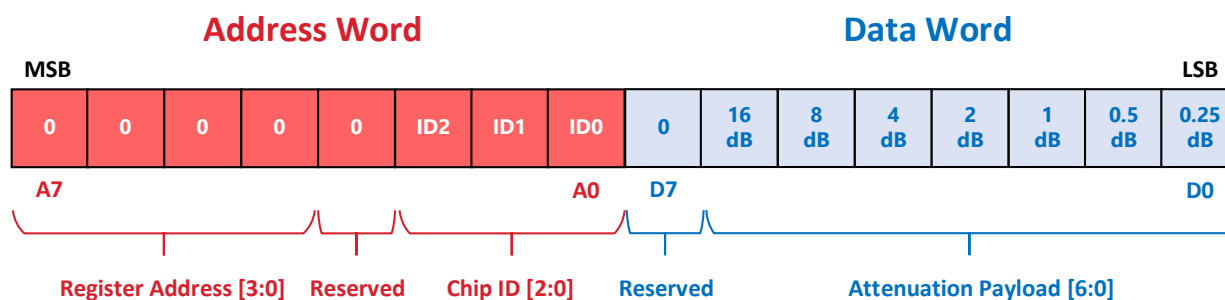 Address Word Data Word
MSB LSB
0 0 0 0 0 ID2 ID1 ID0 0 16 dB 8 dB 4 dB 2 dB 1 dB 0.5 dB 0.25 dB
A7 A0 D7 D0
Register Address [3:0] Reserved Chip ID [2:0] Reserved Attenuation Payload [6:0]